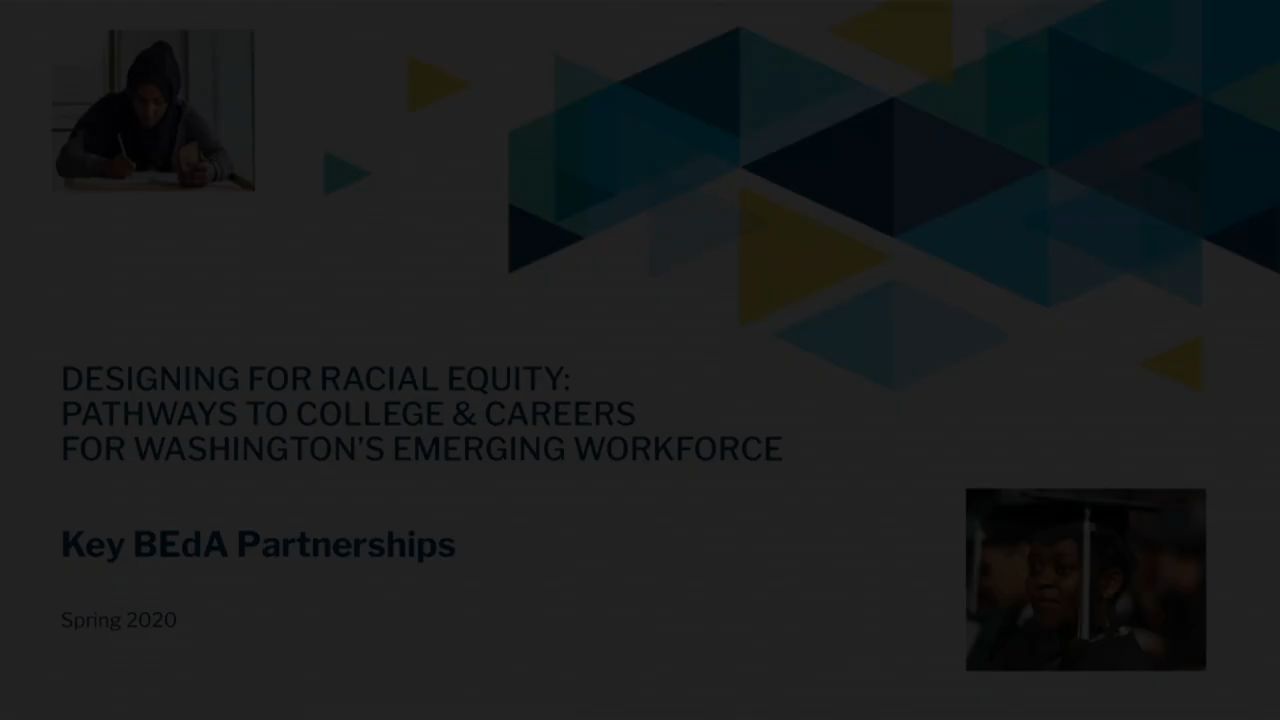 DESIGNING FOR RACIAL EQUITY:
PATHWAYS TO COLLEGE & CAREERS
FOR WASHINGTON'S EMERGING WORKFORCE
Key BEdA Partnerships
Spring 2020